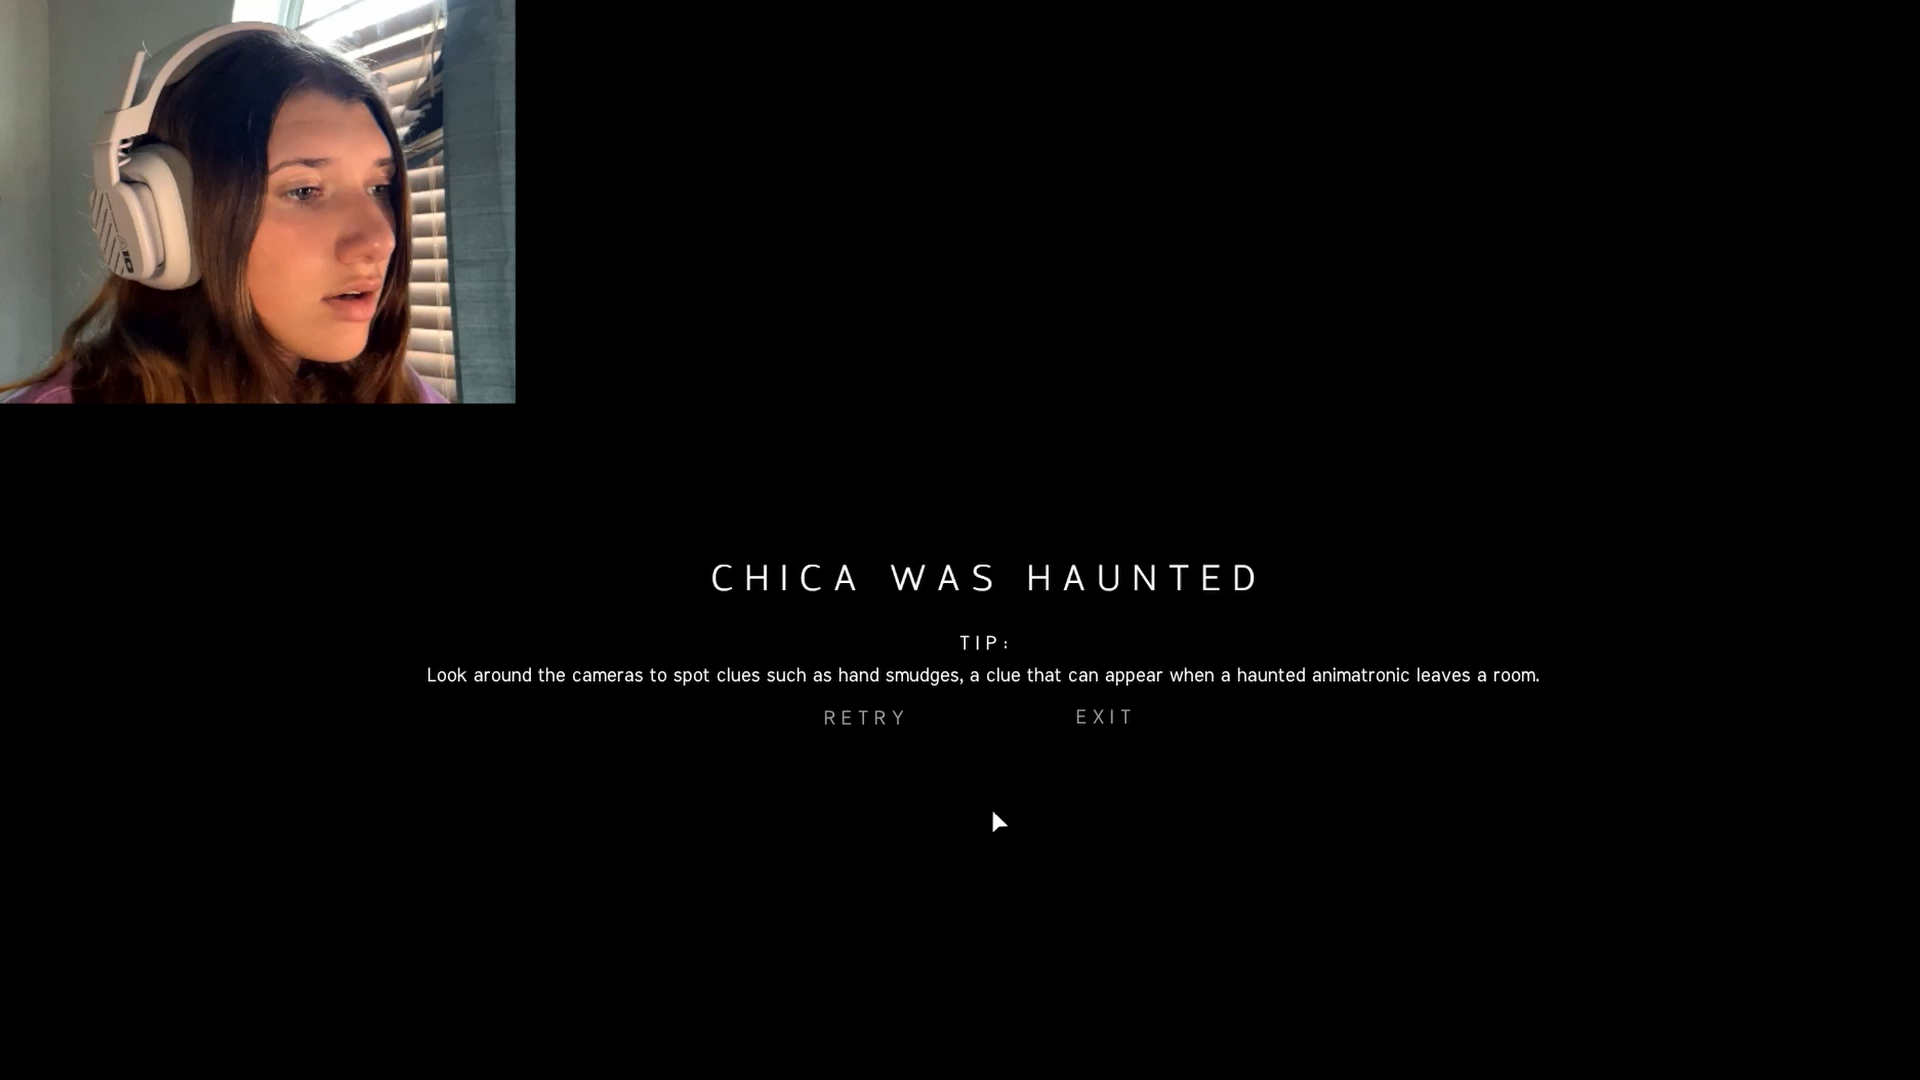 A10
CHICA WAS HAUNTED
TIP:
Look around the cameras to spot clues such as hand smudges, a clue that can appear when a haunted animatronic leaves a room.
RETRY EXIT